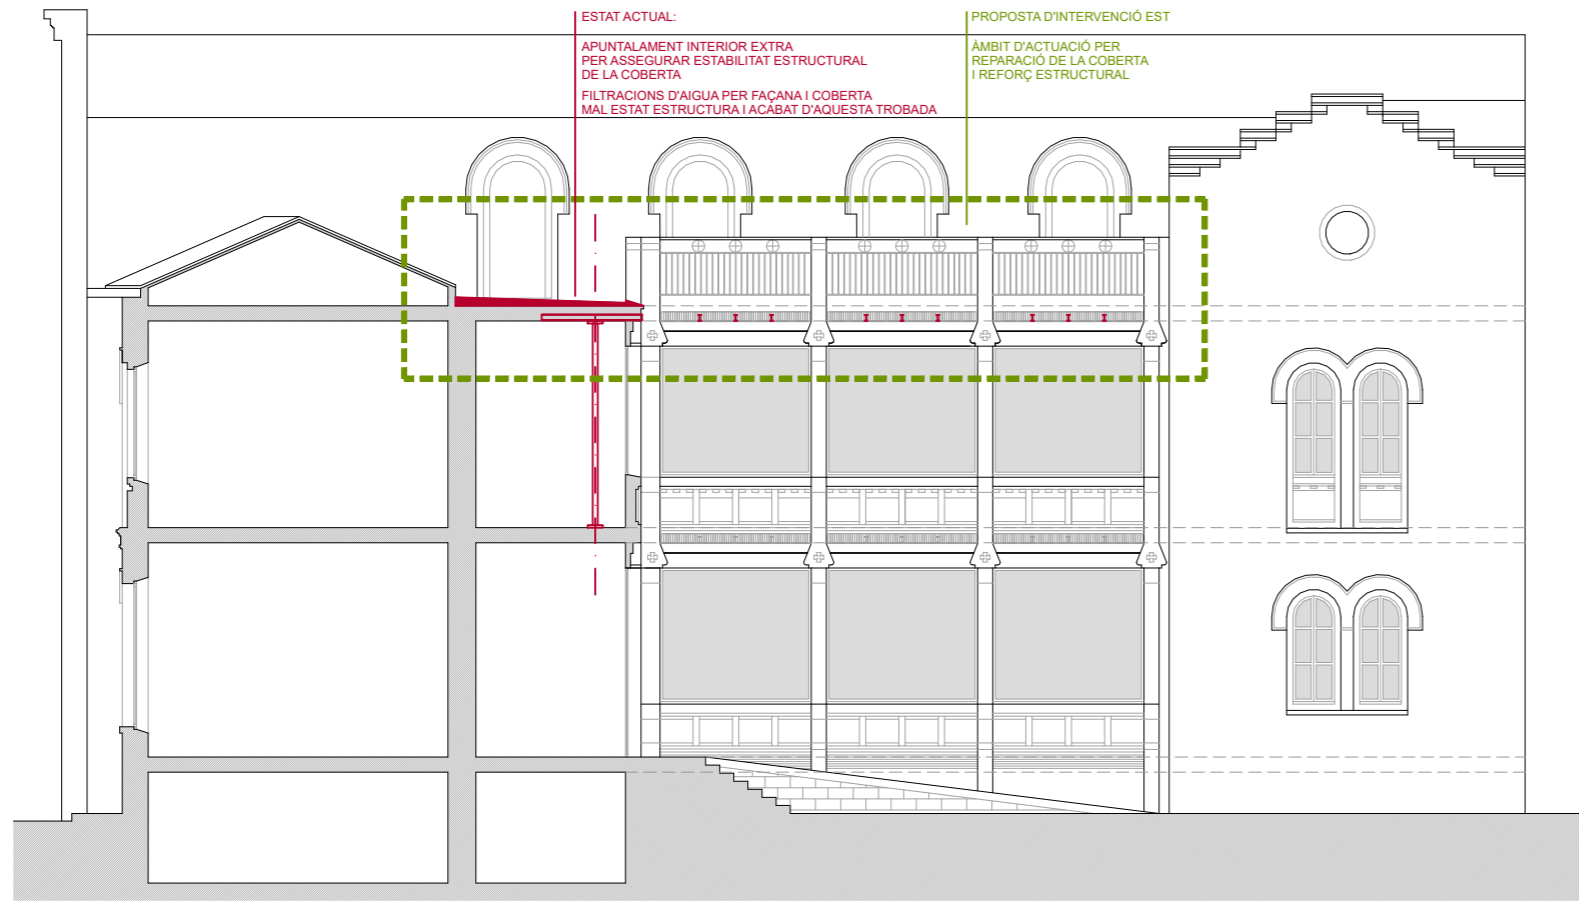 ESTAT ACTUAL:
APUNTALAMENT INTERIOR EXTRA
PER ASSEGURAR ESTABILITAT ESTRUCTURAL
DE LA COBERTA
FILTRACIONS D'AIGUA PER FAÇANA I COBERTA
MAL ESTAT ESTRUCTURA I ACABAT D'AQUESTA TROBADA
PROPOSTA D'INTERVENCIÓ EST
ÀMBIT D'ACTUACIÓ PER
REPARACIÓ DE LA COBERTA
I REFORÇ ESTRUCTURAL